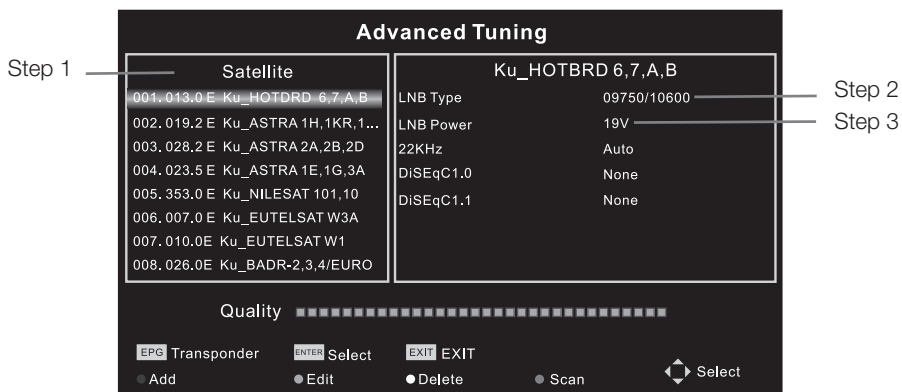 Advanced Tuning
Step 1
Satellite
001. 013.0 E Ku_HOTDRD 6,7,A,B
002. 019.2 E Ku_ASTRA 1H,1KR,1...
003. 028.2 E Ku_ASTRA 2A,2B,2D
004. 023.5 E Ku_ASTRA 1E,1G,3A
005. 353.0 E Ku_NILESAT 101,10
006. 007.0 E Ku_EUTELSAT W3A
007. 010.0E Ku_EUTELSAT W1
008. 026.0E Ku_BADR-2,3,4/EURO
Ku_HOTBRD 6,7,A,B
LNB Type 09750/10600 Step 2
LNB Power 19V Step 3
22KHz Auto
DiSEqC1.0 None
DiSEqC1.1 None
Quality
EPG Transponder ENTER Select EXIT EXIT
Add Edit Delete Scan Select